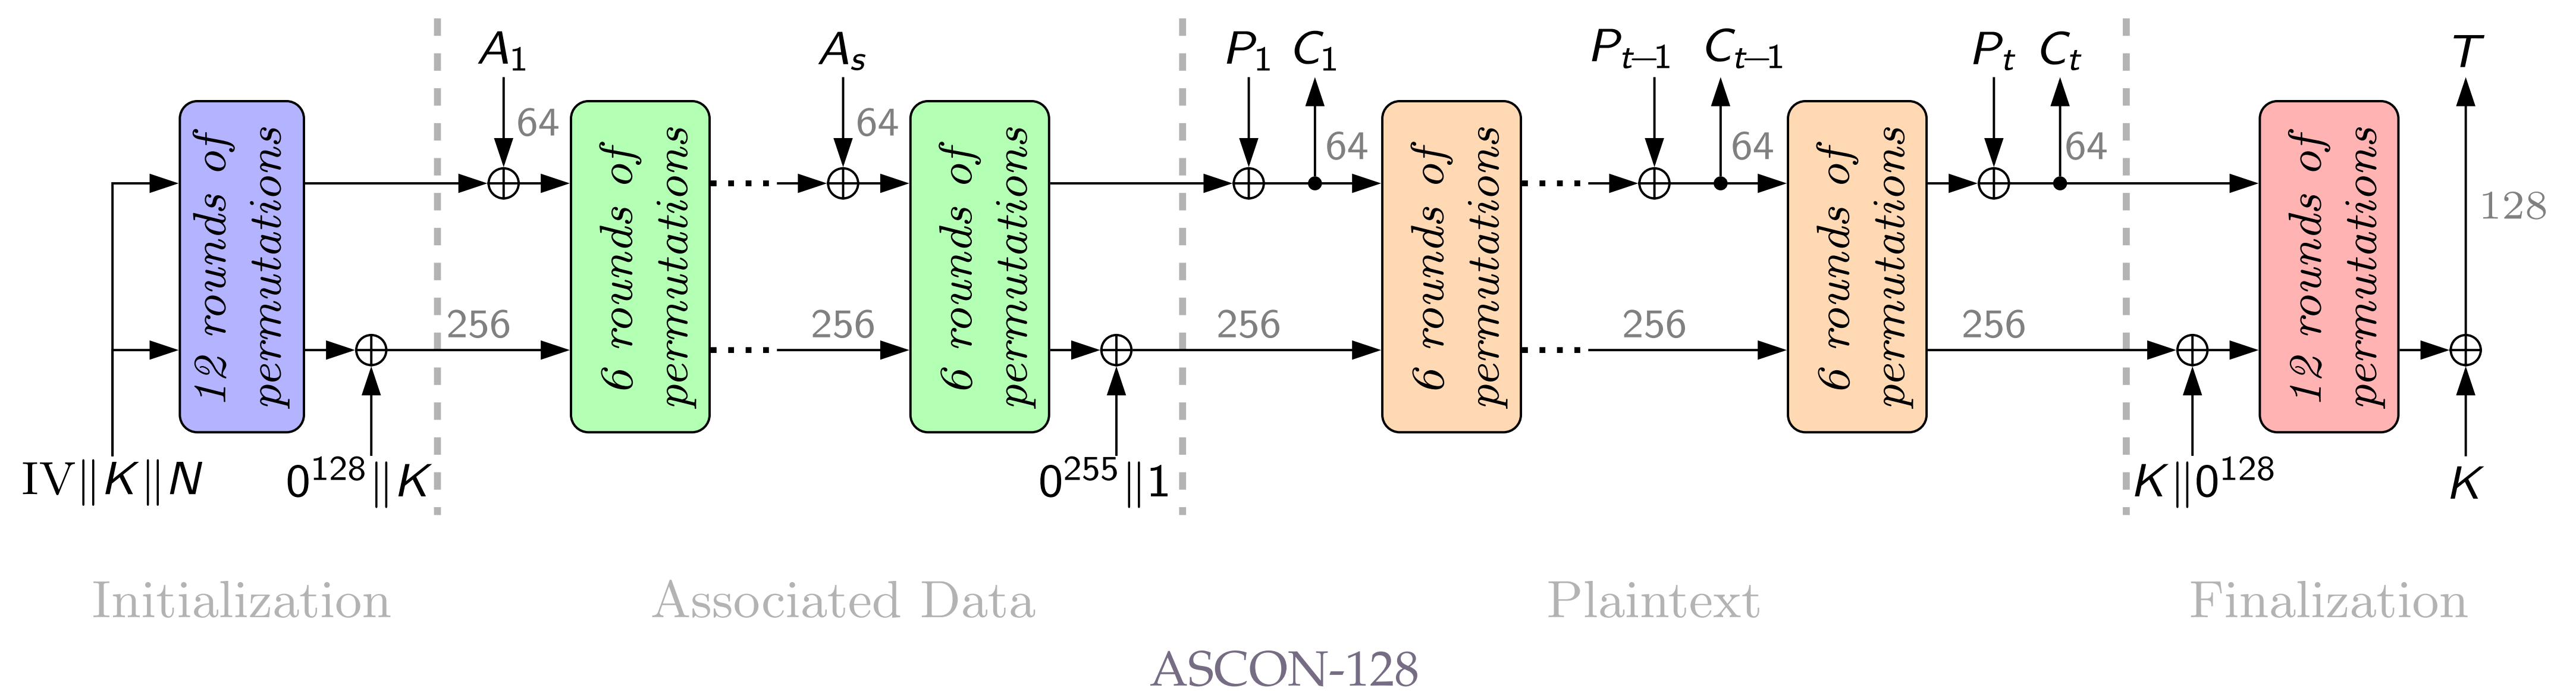 A₁
Aₛ
P₁ C₁
Pₜ₋₁ Cₜ₋₁
Pₜ Cₜ
T
64
64
64
64
64
128
12 rounds of
permutations
6 rounds of
permutations
6 rounds of
permutations
6 rounds of
permutations
6 rounds of
permutations
12 rounds of
permutations
256
256
256
256
256
IV‖K‖N
0¹²⁸‖K
0²⁵⁵‖1
K‖0¹²⁸
K
Initialization
Associated Data
Plaintext
Finalization
ASCON-128